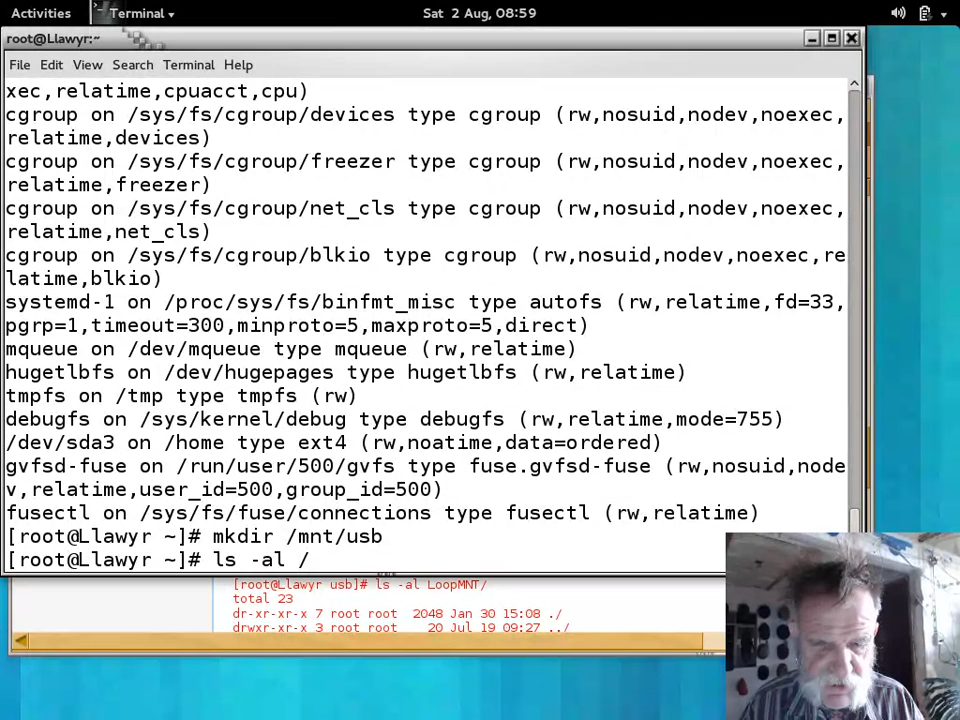 Activities
Terminal
Sat 2 Aug, 08:59
root@Llawyr:~
File Edit View Search Terminal Help
xec,relatime,cpuacct,cpu)
cgroup on /sys/fs/cgroup/devices type cgroup (rw,nosuid,nodev,noexec,
relatime,devices)
cgroup on /sys/fs/cgroup/freezer type cgroup (rw,nosuid,nodev,noexec,
relatime,freezer)
cgroup on /sys/fs/cgroup/net_cls type cgroup (rw,nosuid,nodev,noexec,
relatime,net_cls)
cgroup on /sys/fs/cgroup/blkio type cgroup (rw,nosuid,nodev,noexec,re
latime,blkio)
systemd-1 on /proc/sys/fs/binfmt_misc type autofs (rw,relatime,fd=33,
pgrp=1,timeout=300,minproto=5,maxproto=5,direct)
mqueue on /dev/mqueue type mqueue (rw,relatime)
hugetlbfs on /dev/hugepages type hugetlbfs (rw,relatime)
tmpfs on /tmp type tmpfs (rw)
debugfs on /sys/kernel/debug type debugfs (rw,relatime,mode=755)
/dev/sda3 on /home type ext4 (rw,noatime,data=ordered)
gvfsd-fuse on /run/user/500/gvfs type fuse.gvfsd-fuse (rw,nosuid,node
v,relatime,user_id=500,group_id=500)
fusectl on /sys/fs/fuse/connections type fusectl (rw,relatime)
[root@Llawyr ~]# mkdir /mnt/usb
[root@Llawyr ~]# ls -al /
[root@Llawyr usb]# ls -al LoopMNT/
total 23
dr-xr-xr-x 7 root root 2048 Jan 30 15:08 ./
drwxr-xr-x 3 root root 20 Jul 19 09:27 ../